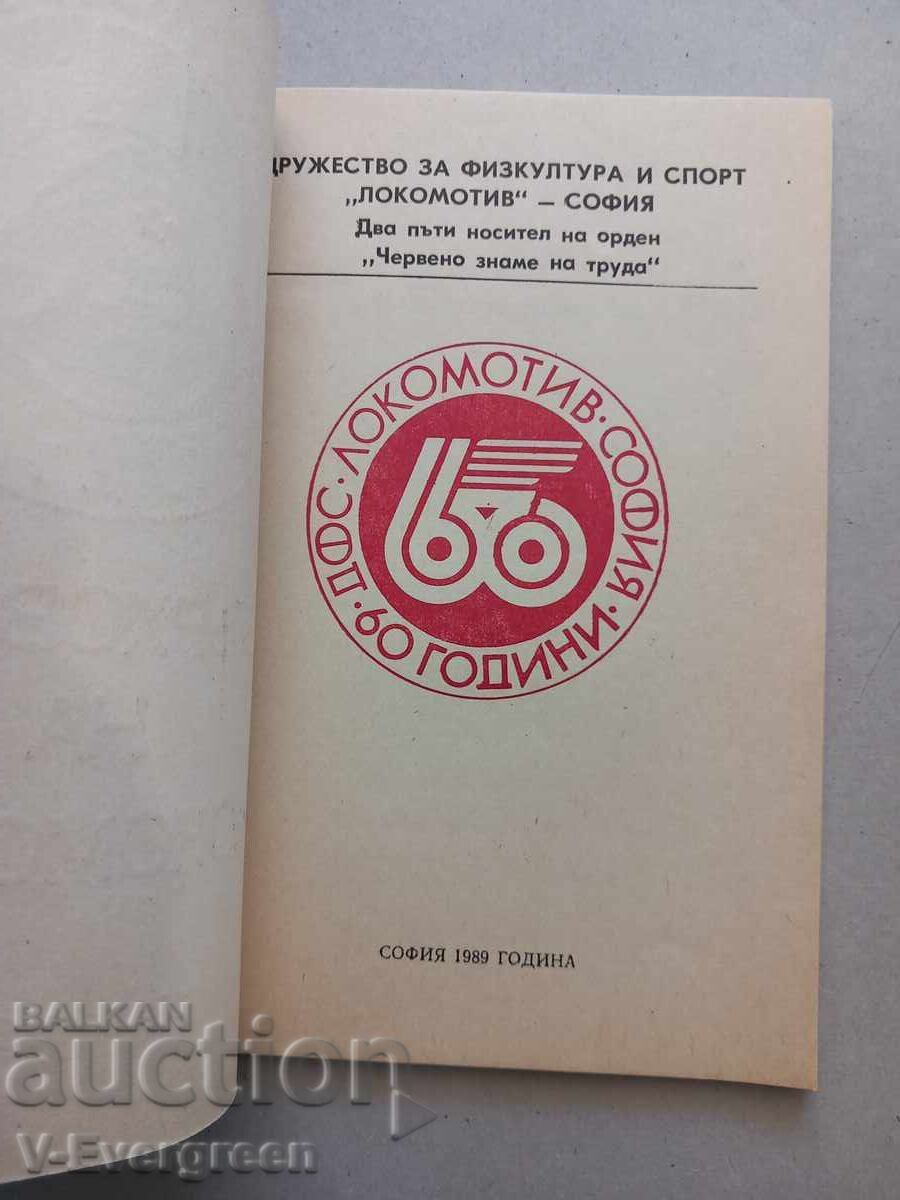 ДРУЖЕСТВО ЗА ФИЗКУЛТУРА И СПОРТ
„ЛОКОМОТИВ“ — СОФИЯ
Два пъти носител на орден
„Червено знаме на труда“
ДФС · ЛОКОМОТИВ · СОФИЯ ·
60 ГОДИНИ ·
60
СОФИЯ 1989 ГОДИНА
BALKAN
auction
V-Evergreen